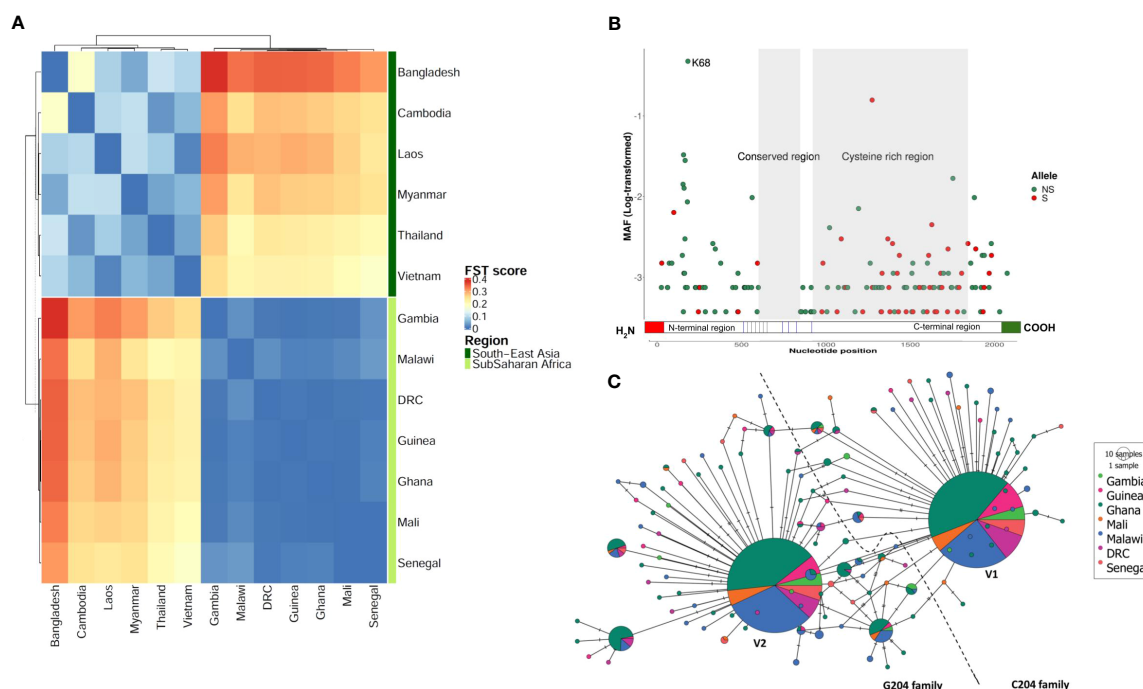 A
Bangladesh
Cambodia
Laos
Myanmar
Thailand
Vietnam
Gambia
Malawi
DRC
Guinea
Ghana
Mali
Senegal
Bangladesh
Cambodia
Laos
Myanmar
Thailand
Vietnam
Gambia
Malawi
DRC
Guinea
Ghana
Mali
Senegal
FST score
0.4
0.3
0.2
0.1
0
Region
South-East Asia
SubSaharan Africa
B
K68
Conserved region
Cysteine rich region
MAF (Log-transformed)
-1
-2
-3
Allele
NS
S
H2N
N-terminal region
C-terminal region
COOH
0
500
1000
1500
2000
Nucleotide position
C
V1
V2
G204 family
C204 family
10 samples
1 sample
Gambia
Guinea
Ghana
Mali
Malawi
DRC
Senegal